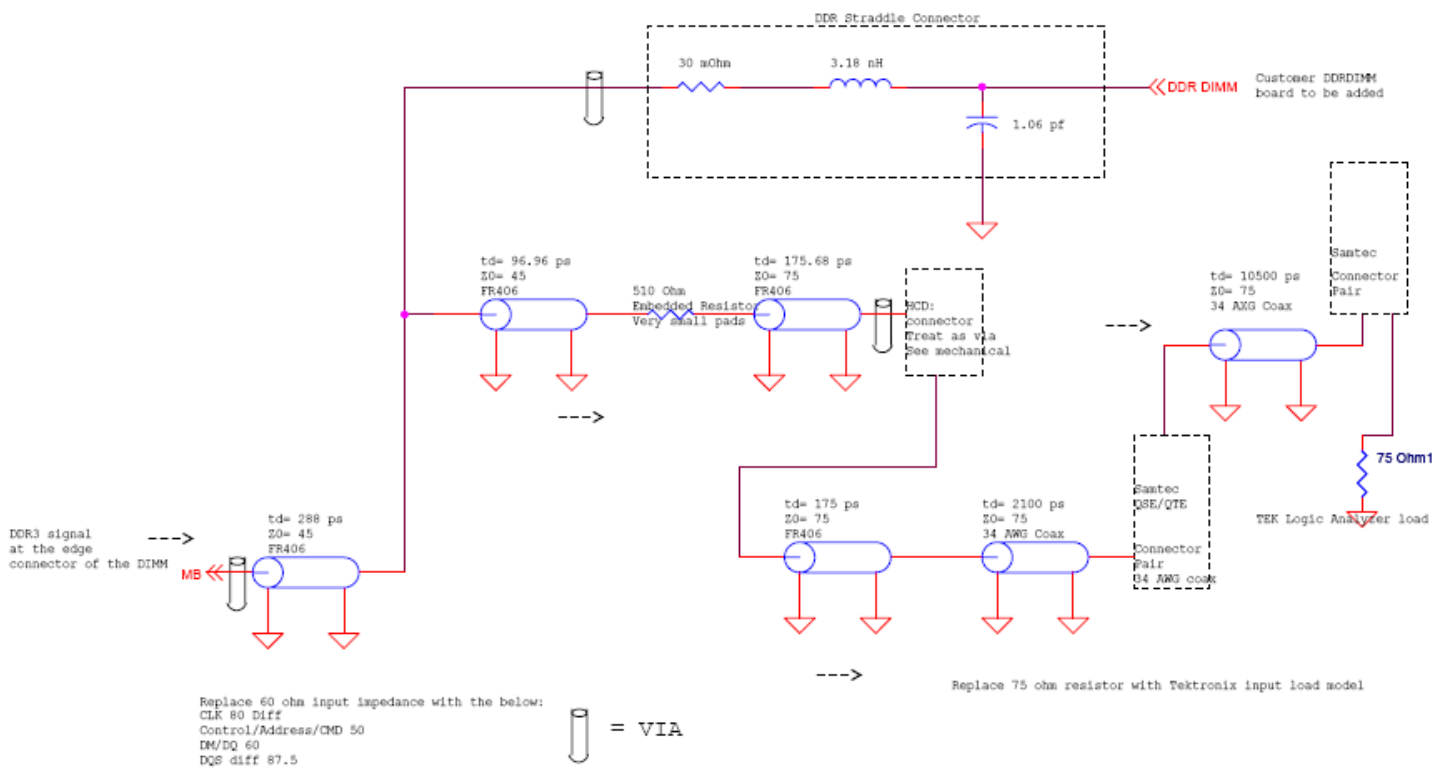 DDR Straddle Connector
30 mOhm
3.18 nH
DDR DIMM
Customer DDRDIMM
board to be added
1.06 pf
td= 96.96 ps
Z0= 45
FR406
510 Ohm
Embedded Resistor
Very small pads
td= 175.68ps
Z0= 75
FR406
HCD:
connector
Treat as via
See mechanical
--->
td= 10500 ps
Z0= 75
34 AXG Coax
Samtec
Connector
Pair
--->
75 Ohm1
TEK Logic Analyzer load
DDR3 signal
at the edge
connector of the DIMM
--->
MB
td= 288 ps
Z0= 45
FR406
td= 175 ps
Z0= 75
FR406
td= 2100 ps
Z0= 75
34 AWG Coax
Samtec
QSE/QTE
Connector
Pair
34 AWG coax
--->
Replace 75 ohm resistor with Tektronix input load model
Replace 60 ohm input impedance with the below:
CLK 80 Diff
Control/Address/CMD 50
DM/DQ 60
DQS diff 87.5
= VIA